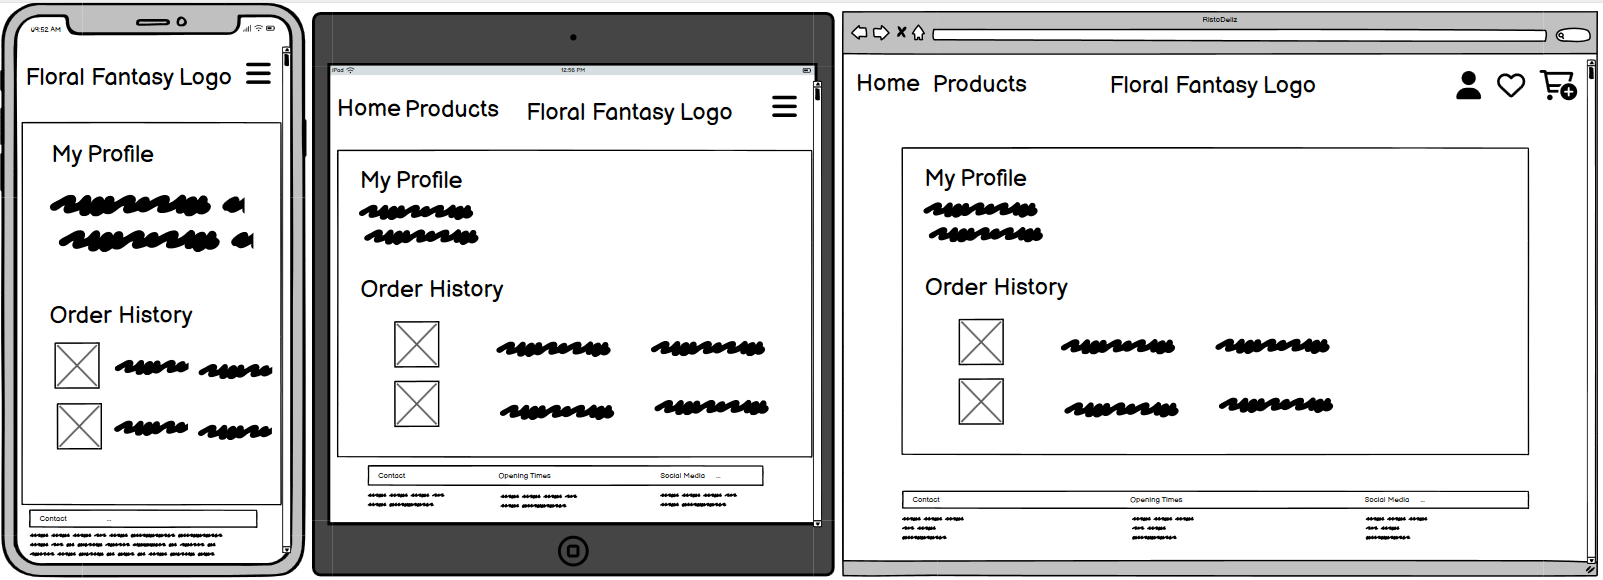 09:52 AM
Floral Fantasy Logo
My Profile
Order History
Contact ...
iPad 12:56 PM
Home Products Floral Fantasy Logo
My Profile
Order History
Contact Opening Times Social Media ...
RistoDeliz
Home Products Floral Fantasy Logo
My Profile
Order History
Contact Opening Times Social Media ...